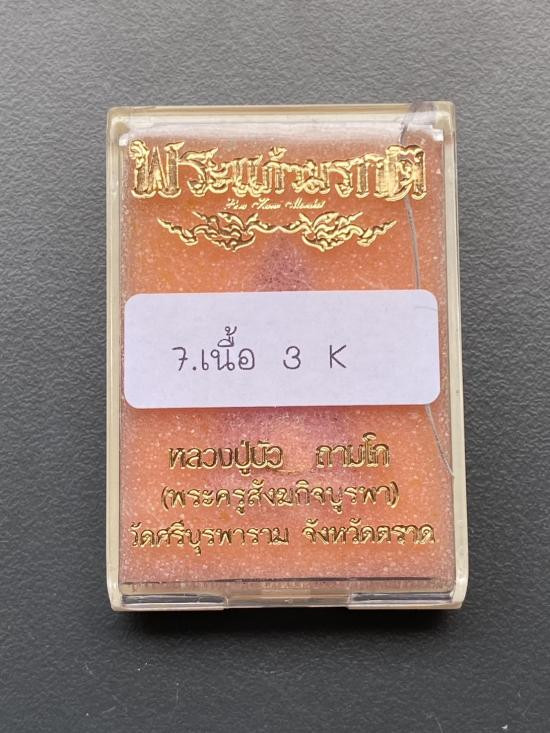 พระแก้วมรกต
7.เนื้อ 3 K
หลวงปู่บัว ถามโก
(พระครูสังฆกิจบูรพา)
วัดศรีบุรพาราม จังหวัดตราด